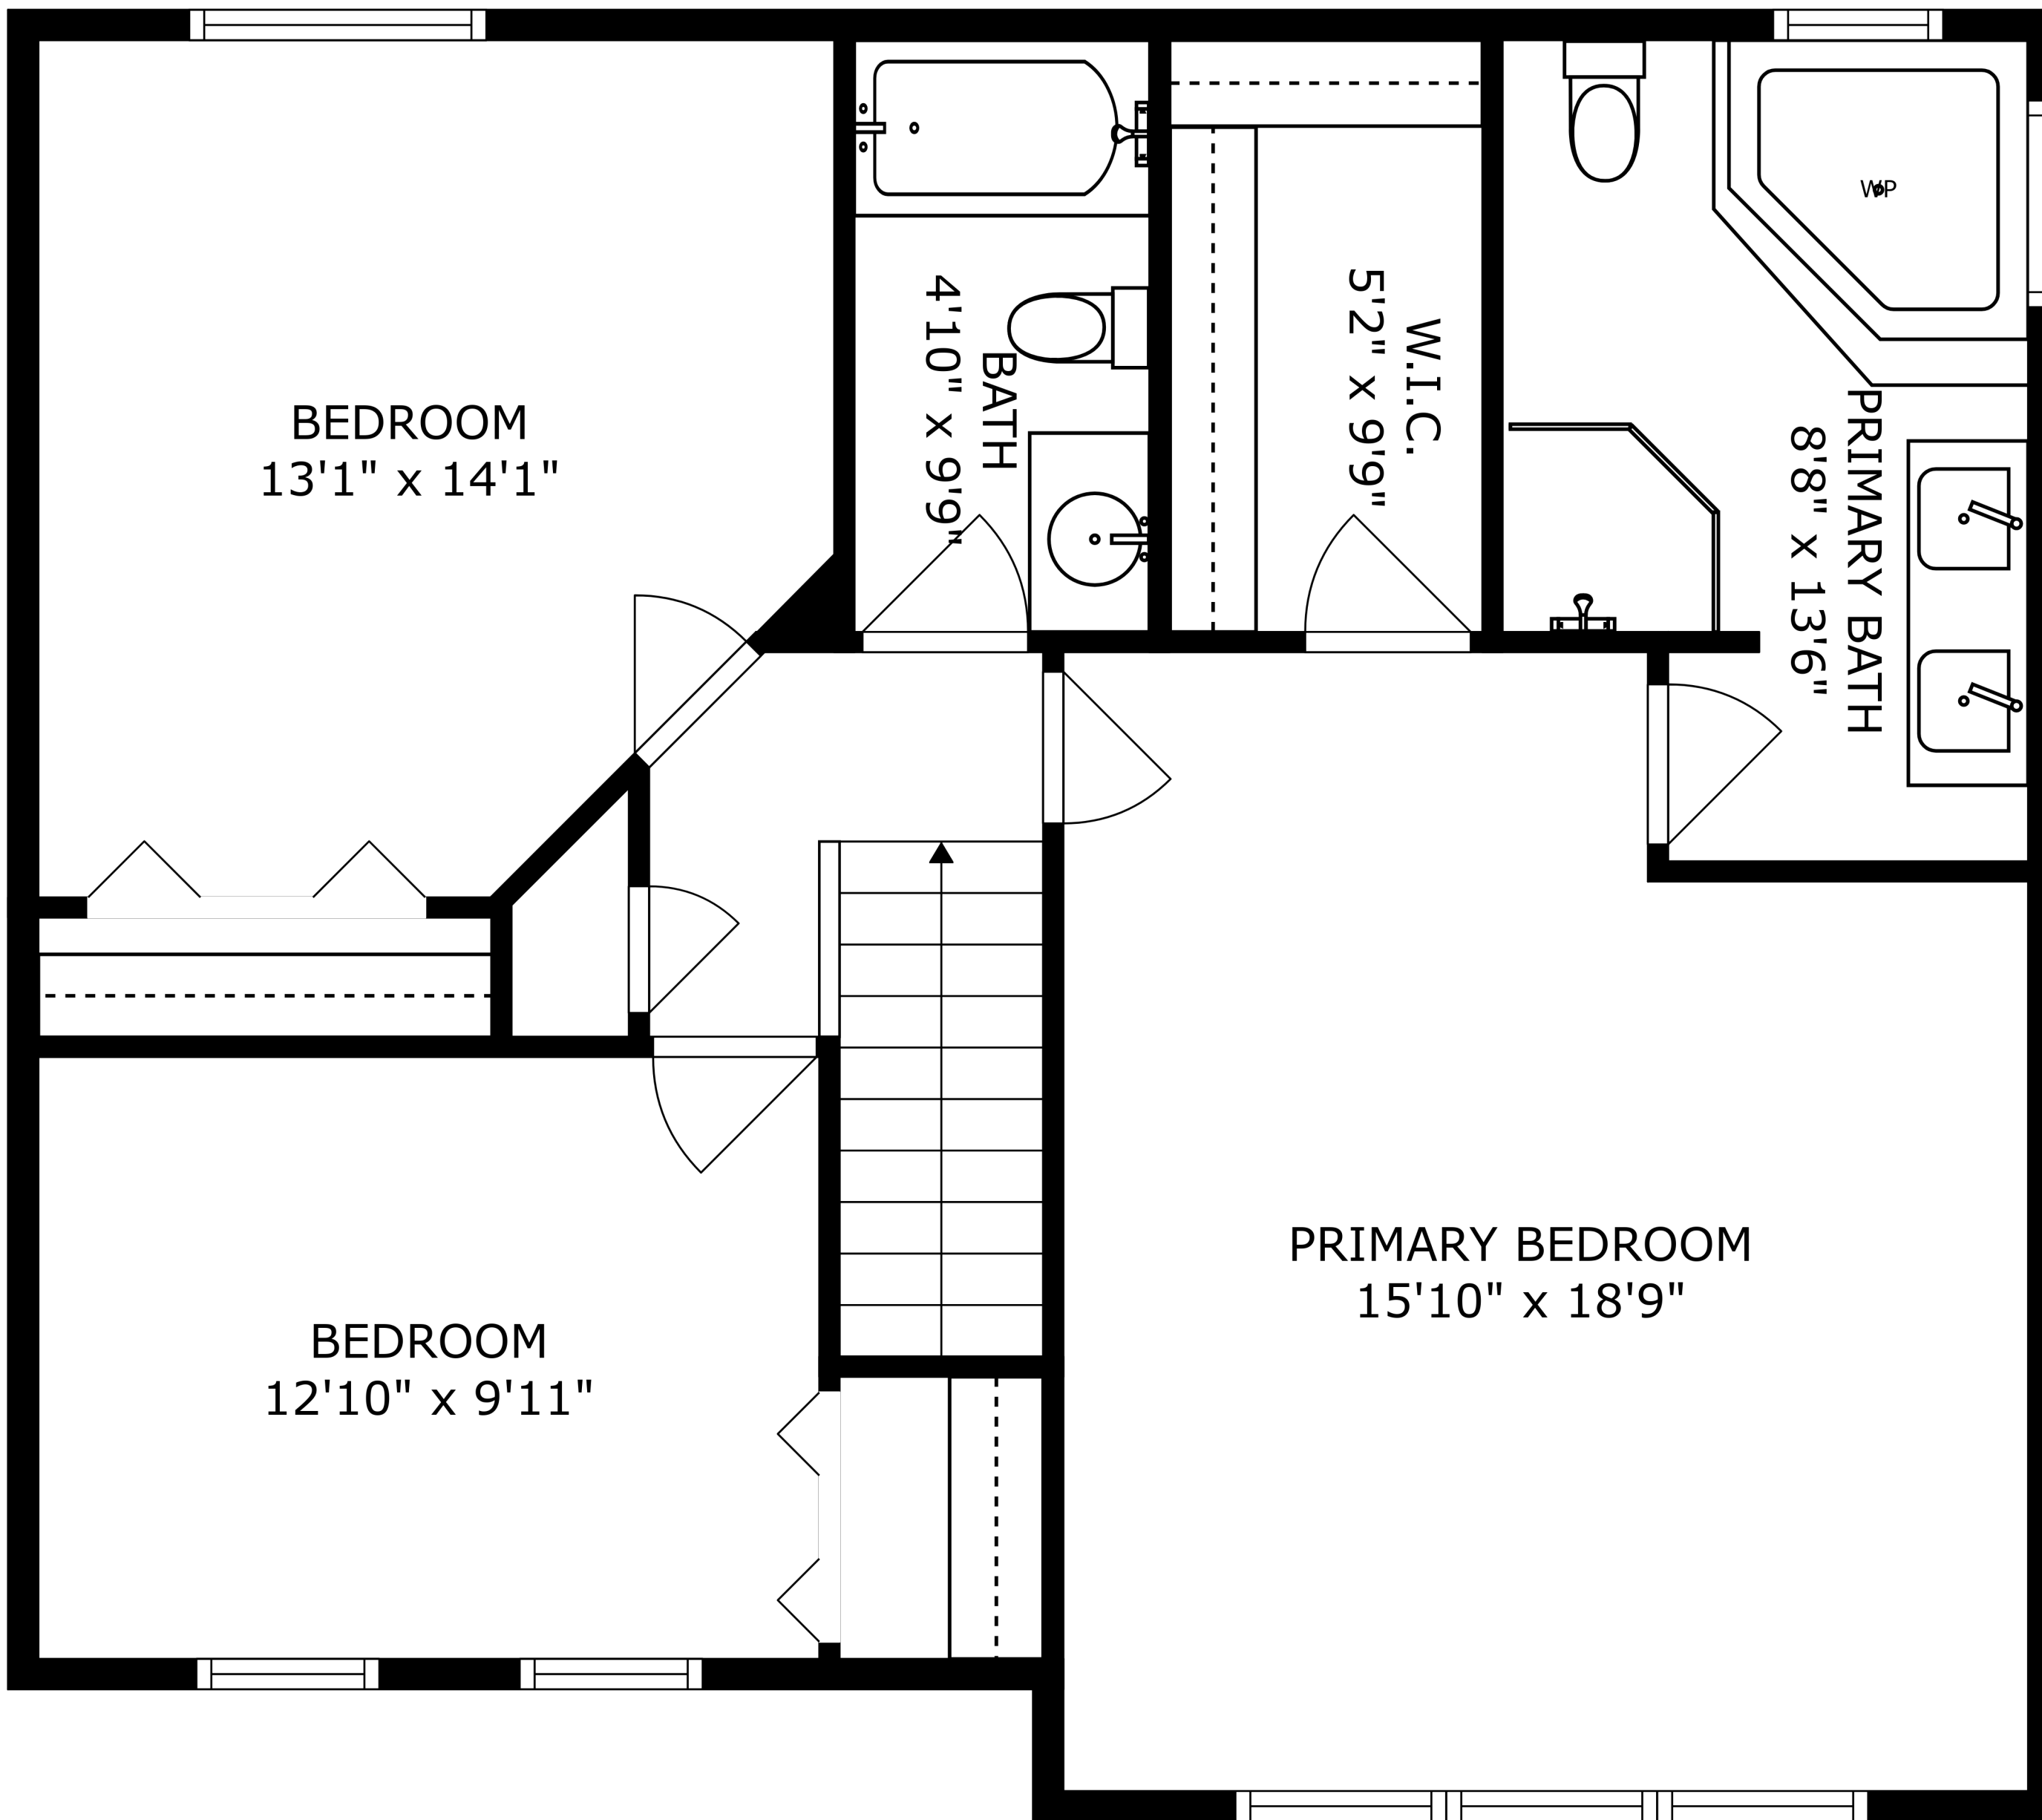 BEDROOM
13'1" x 14'1"
BATH
4'10" x 9'9"
W.I.C.
5'2" x 9'9"
WP
PRIMARY BATH
8'8" x 13'6"
PRIMARY BEDROOM
15'10" x 18'9"
BEDROOM
12'10" x 9'11"